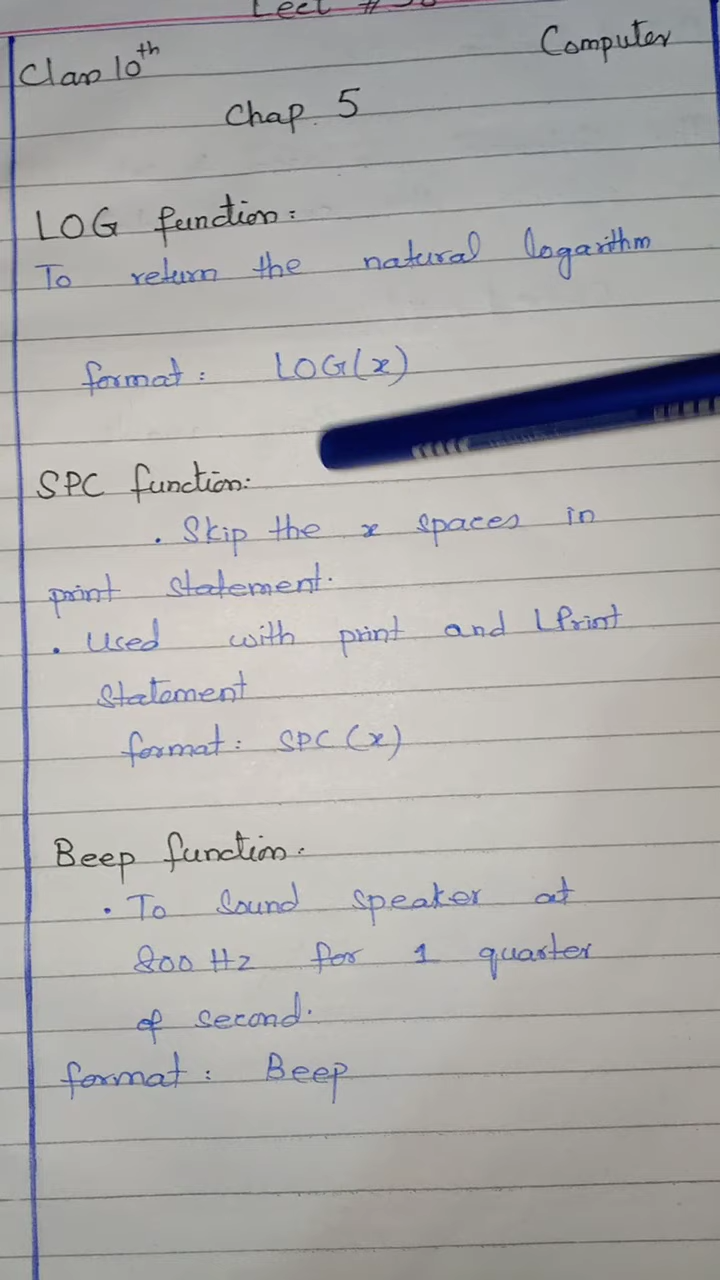 Lect #
Class 10th
Computer
Chap. 5
LOG function:
To return the natural logarithm
format: LOG(x)
SPC function:
. Skip the x spaces in
print statement.
. Used with print and LPrint
Statement
format: SPC(x)
Beep function.
. To sound speaker at
800 Hz for 1 quarter
of second.
format: Beep